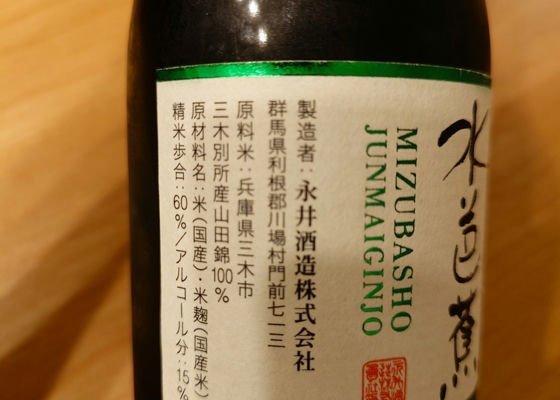 水芭蕉
MIZUBASHO
JUNMAIGINJO
製造者:永井酒造株式会社
群馬県利根郡川場村門前七一三
原料米:兵庫県三木市
三木別所産山田錦100%
原材料名:米(国産)米麹(国産米)
精米歩合:60%/アルコール分:15%